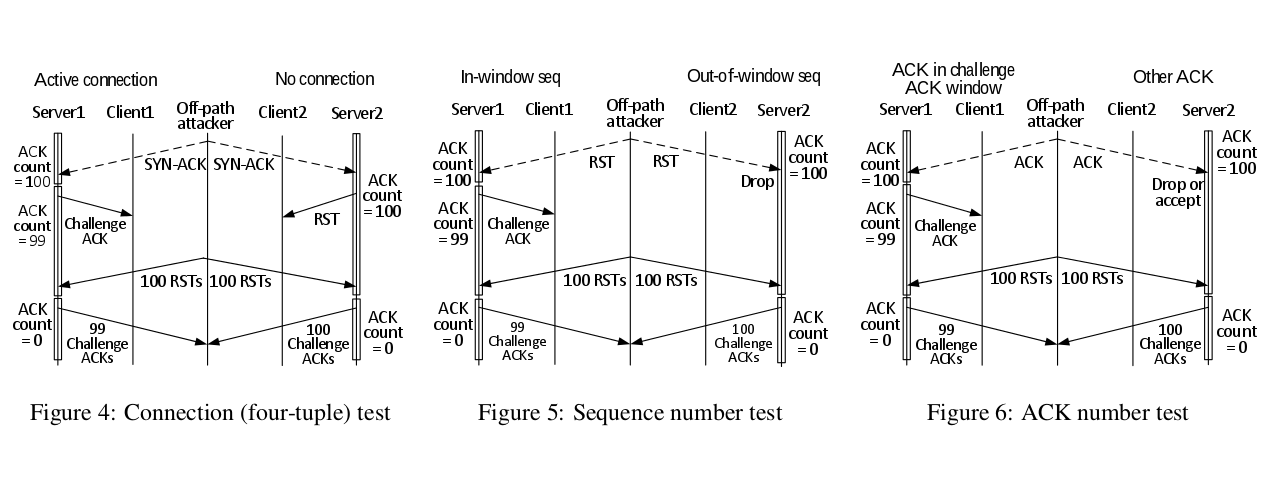 Active connection
No connection
Server1
Client1
Off-path
attacker
Client2
Server2
ACK
count
= 100
SYN-ACK
SYN-ACK
ACK
count
= 100
ACK
count
= 99
Challenge
ACK
RST
100 RSTs
100 RSTs
ACK
count
= 0
99
Challenge
ACKs
100
Challenge
ACKs
ACK
count
= 0
Figure 4: Connection (four-tuple) test
In-window seq
Out-of-window seq
Server1
Client1
Off-path
attacker
Client2
Server2
ACK
count
= 100
RST
RST
Drop
ACK
count
= 100
ACK
count
= 99
Challenge
ACK
100 RSTs
100 RSTs
ACK
count
= 0
99
Challenge
ACKs
100
Challenge
ACKs
ACK
count
= 0
Figure 5: Sequence number test
ACK in challenge
ACK window
Other ACK
Server1
Client1
Off-path
attacker
Client2
Server2
ACK
count
= 100
ACK
ACK
Drop or
accept
ACK
count
= 100
ACK
count
= 99
Challenge
ACK
100 RSTs
100 RSTs
ACK
count
= 0
99
Challenge
ACKs
100
Challenge
ACKs
ACK
count
= 0
Figure 6: ACK number test